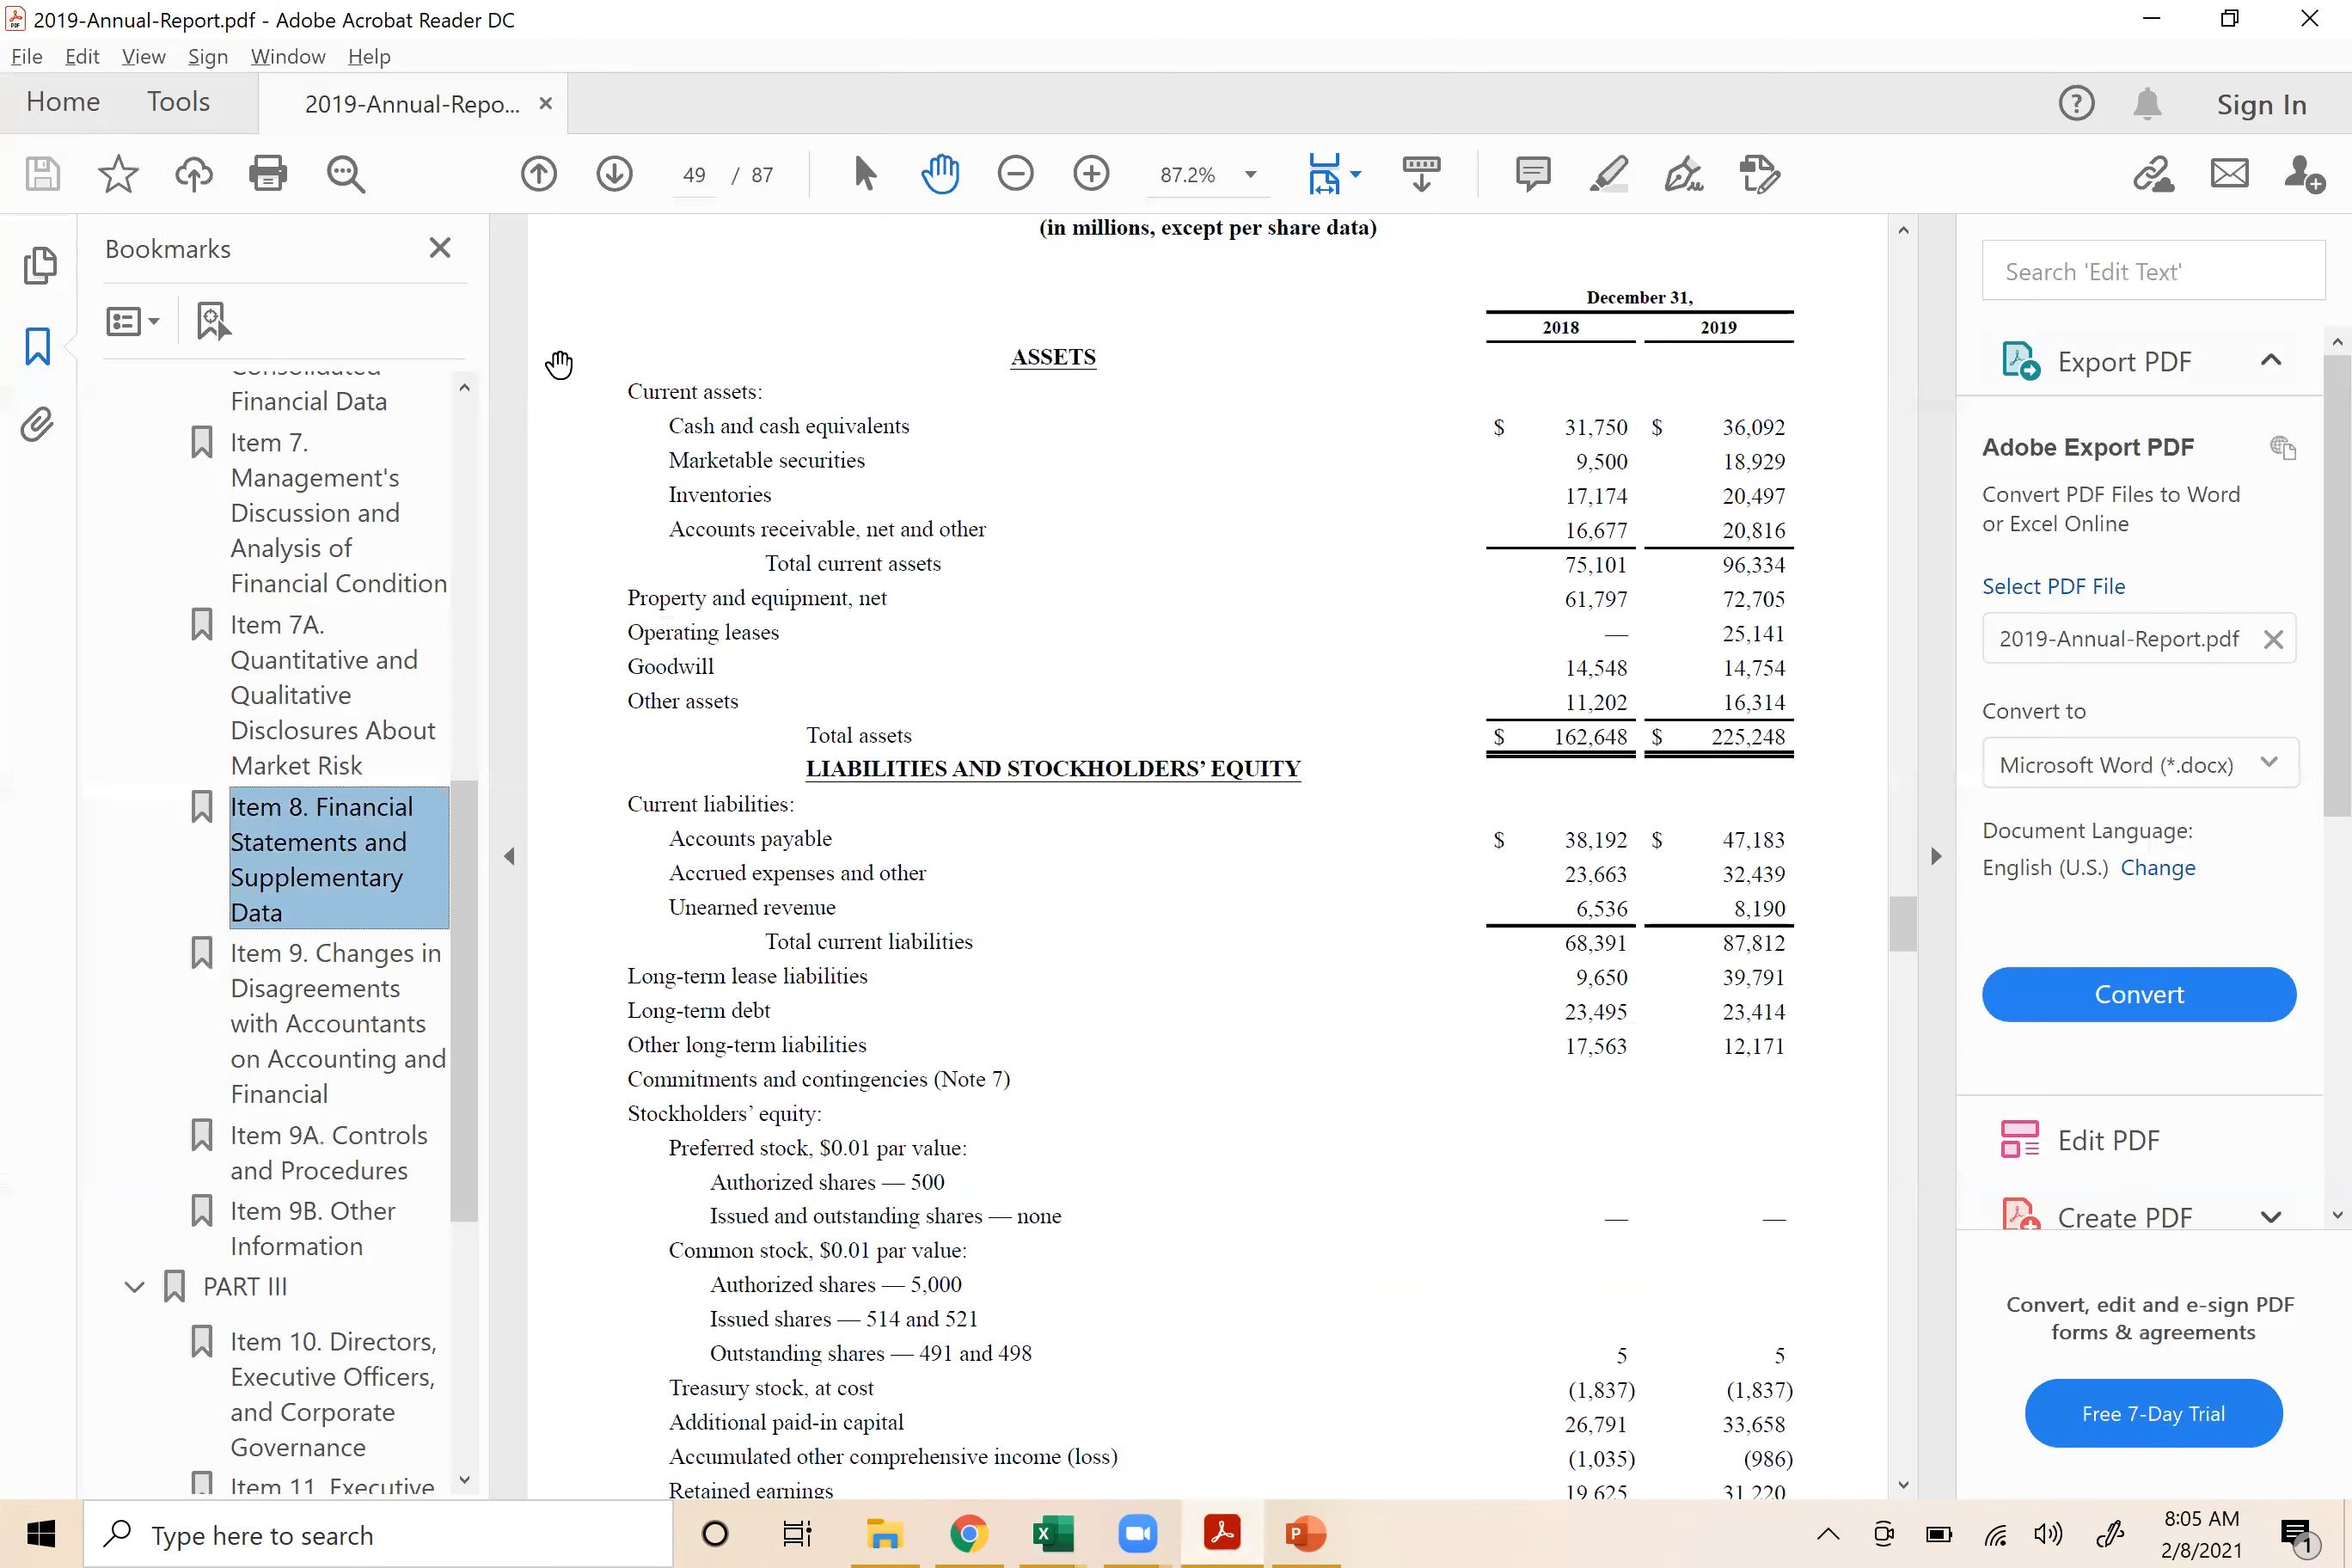 2019-Annual-Report.pdf - Adobe Acrobat Reader DC
File Edit View Sign Window Help
Home Tools 2019-Annual-Repo... × Sign In
49 / 87 87.2%
Bookmarks
Consolidated
Financial Data
Item 7.
Management's
Discussion and
Analysis of
Financial Condition
Item 7A.
Quantitative and
Qualitative
Disclosures About
Market Risk
Item 8. Financial
Statements and
Supplementary
Data
Item 9. Changes in
Disagreements
with Accountants
on Accounting and
Financial
Item 9A. Controls
and Procedures
Item 9B. Other
Information
PART III
Item 10. Directors,
Executive Officers,
and Corporate
Governance
Item 11. Executive
(in millions, except per share data)
December 31,
2018 2019
ASSETS
Current assets:
Cash and cash equivalents $ 31,750 $ 36,092
Marketable securities 9,500 18,929
Inventories 17,174 20,497
Accounts receivable, net and other 16,677 20,816
Total current assets 75,101 96,334
Property and equipment, net 61,797 72,705
Operating leases — 25,141
Goodwill 14,548 14,754
Other assets 11,202 16,314
Total assets $ 162,648 $ 225,248
LIABILITIES AND STOCKHOLDERS’ EQUITY
Current liabilities:
Accounts payable $ 38,192 $ 47,183
Accrued expenses and other 23,663 32,439
Unearned revenue 6,536 8,190
Total current liabilities 68,391 87,812
Long-term lease liabilities 9,650 39,791
Long-term debt 23,495 23,414
Other long-term liabilities 17,563 12,171
Commitments and contingencies (Note 7)
Stockholders’ equity:
Preferred stock, $0.01 par value:
Authorized shares — 500
Issued and outstanding shares — none — —
Common stock, $0.01 par value:
Authorized shares — 5,000
Issued shares — 514 and 521
Outstanding shares — 491 and 498 5 5
Treasury stock, at cost (1,837) (1,837)
Additional paid-in capital 26,791 33,658
Accumulated other comprehensive income (loss) (1,035) (986)
Retained earnings 19,625 31,220
Search 'Edit Text'
Export PDF
Adobe Export PDF
Convert PDF Files to Word
or Excel Online
Select PDF File
2019-Annual-Report.pdf
Convert to
Microsoft Word (*.docx)
Document Language:
English (U.S.) Change
Convert
Edit PDF
Create PDF
Convert, edit and e-sign PDF
forms & agreements
Free 7-Day Trial
Type here to search
8:05 AM
2/8/2021
1